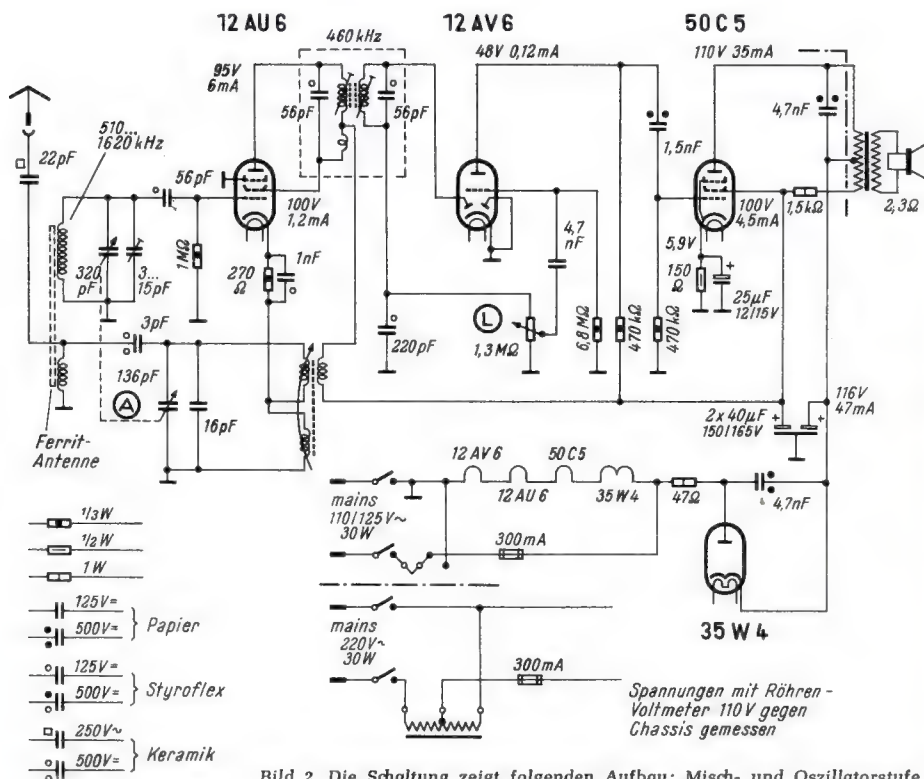 12 AU 6
12 AV 6
50 C 5
460 kHz
95V
6mA
48V 0,12mA
110V 35mA
510...
1620 kHz
22pF
56pF
56pF
56pF
4,7nF
1,5nF
100V
1,2mA
100V
4,5mA
1,5kΩ
2,3Ω
320
pF
3...
15pF
1MΩ
270
Ω
1nF
4,7
nF
5,9V
150
Ω
25µF
12/15V
3pF
L
1,3MΩ
6,8MΩ
470kΩ
470kΩ
220pF
136pF
A
16pF
116V
47mA
2x40µF
150/165V
Ferrit-
Antenne
12 AV 6
50 C 5
12 AU 6
35 W 4
47Ω
4,7nF
mains
110/125V~
30W
300mA
35 W 4
mains
220V~
30W
300mA
1/3W
1/2W
1W
125V=
500V=
Papier
125V=
500V=
Styroflex
250V~
500V=
Keramik
Spannungen mit Röhren-
Voltmeter 110V gegen
Chassis gemessen
Bild 2. Die Schaltung zeigt folgenden Aufbau: Misch- und Oszillatorstufe